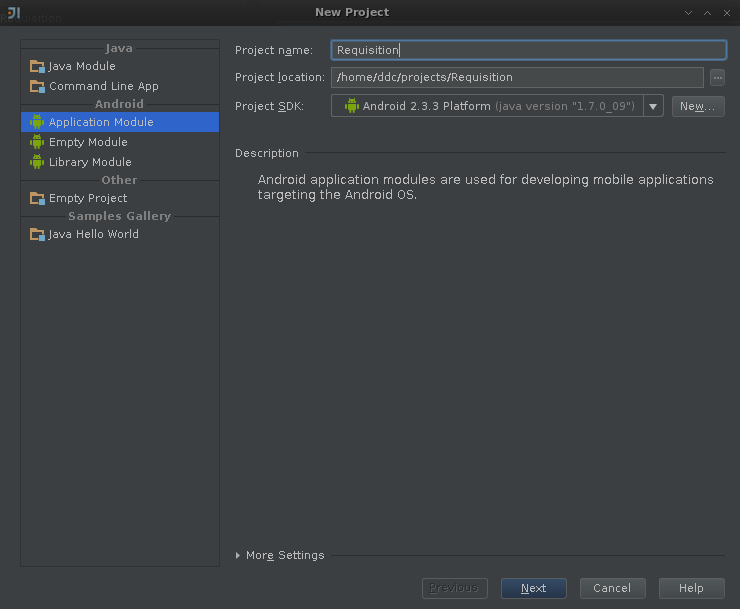 New Project
Java
Java Module
Command Line App
Android
Application Module
Empty Module
Library Module
Other
Empty Project
Samples Gallery
Java Hello World
Project name: Requisition
Project location: /home/ddc/projects/Requisition ...
Project SDK: Android 2.3.3 Platform (java version "1.7.0_09") New...
Description
Android application modules are used for developing mobile applications
targeting the Android OS.
More Settings
Previous Next Cancel Help